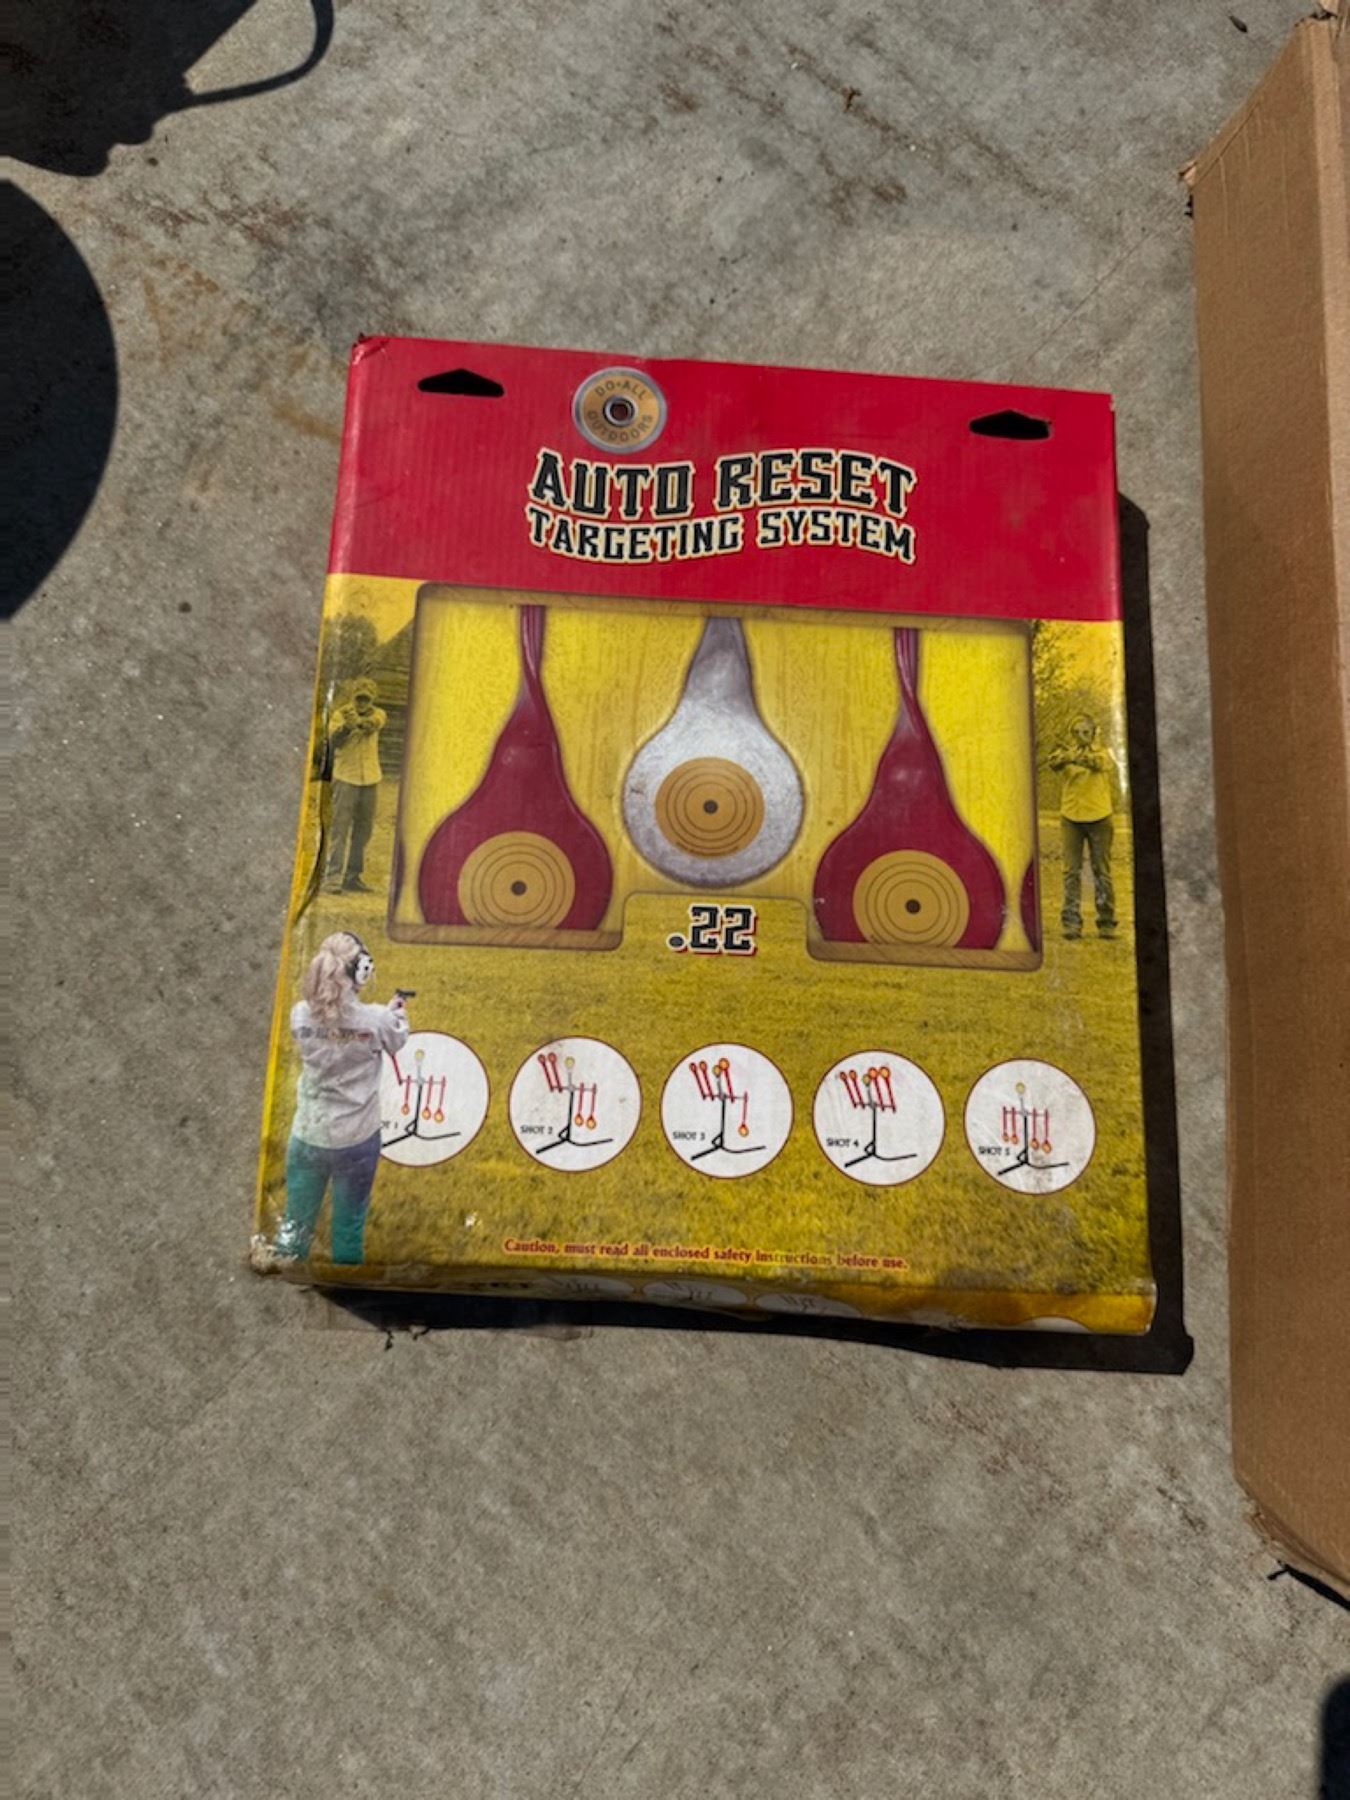 DO-ALL
OUTDOORS
AUTO RESET
TARGETING SYSTEM
.22
SHOT 2
SHOT 3
SHOT 4
SHOT 5
Caution, must read all enclosed safety instructions before use.